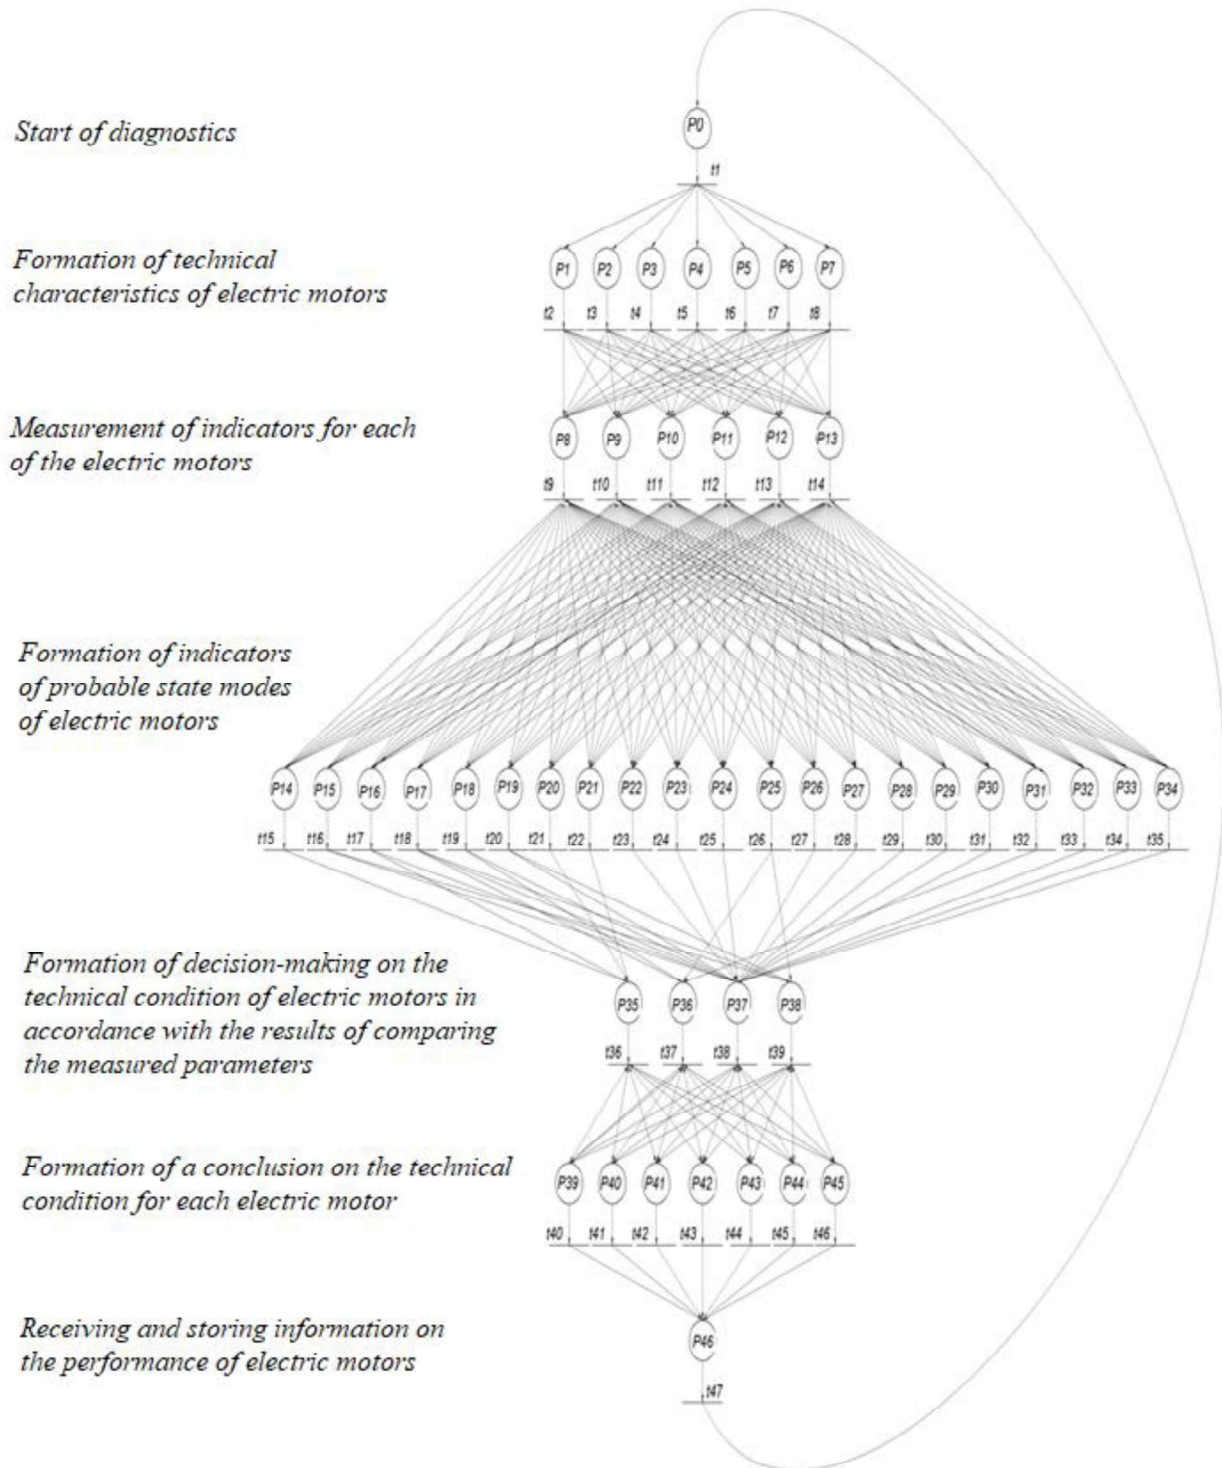 P0
Start of diagnostics
t1
Formation of technical
characteristics of electric motors
P1 P2 P3 P4 P5 P6 P7
t2 t3 t4 t5 t6 t7 t8
Measurement of indicators for each
of the electric motors
P8 P9 P10 P11 P12 P13
t9 t10 t11 t12 t13 t14
Formation of indicators
of probable state modes
of electric motors
P14 P15 P16 P17 P18 P19 P20 P21 P22 P23 P24 P25 P26 P27 P28 P29 P30 P31 P32 P33 P34
t15 t16 t17 t18 t19 t20 t21 t22 t23 t24 t25 t26 t27 t28 t29 t30 t31 t32 t33 t34 t35
Formation of decision-making on the
technical condition of electric motors in
accordance with the results of comparing
the measured parameters
P35 P36 P37 P38
t36 t37 t38 t39
Formation of a conclusion on the technical
condition for each electric motor
P39 P40 P41 P42 P43 P44 P45
t40 t41 t42 t43 t44 t45 t46
Receiving and storing information on
the performance of electric motors
P46
t47